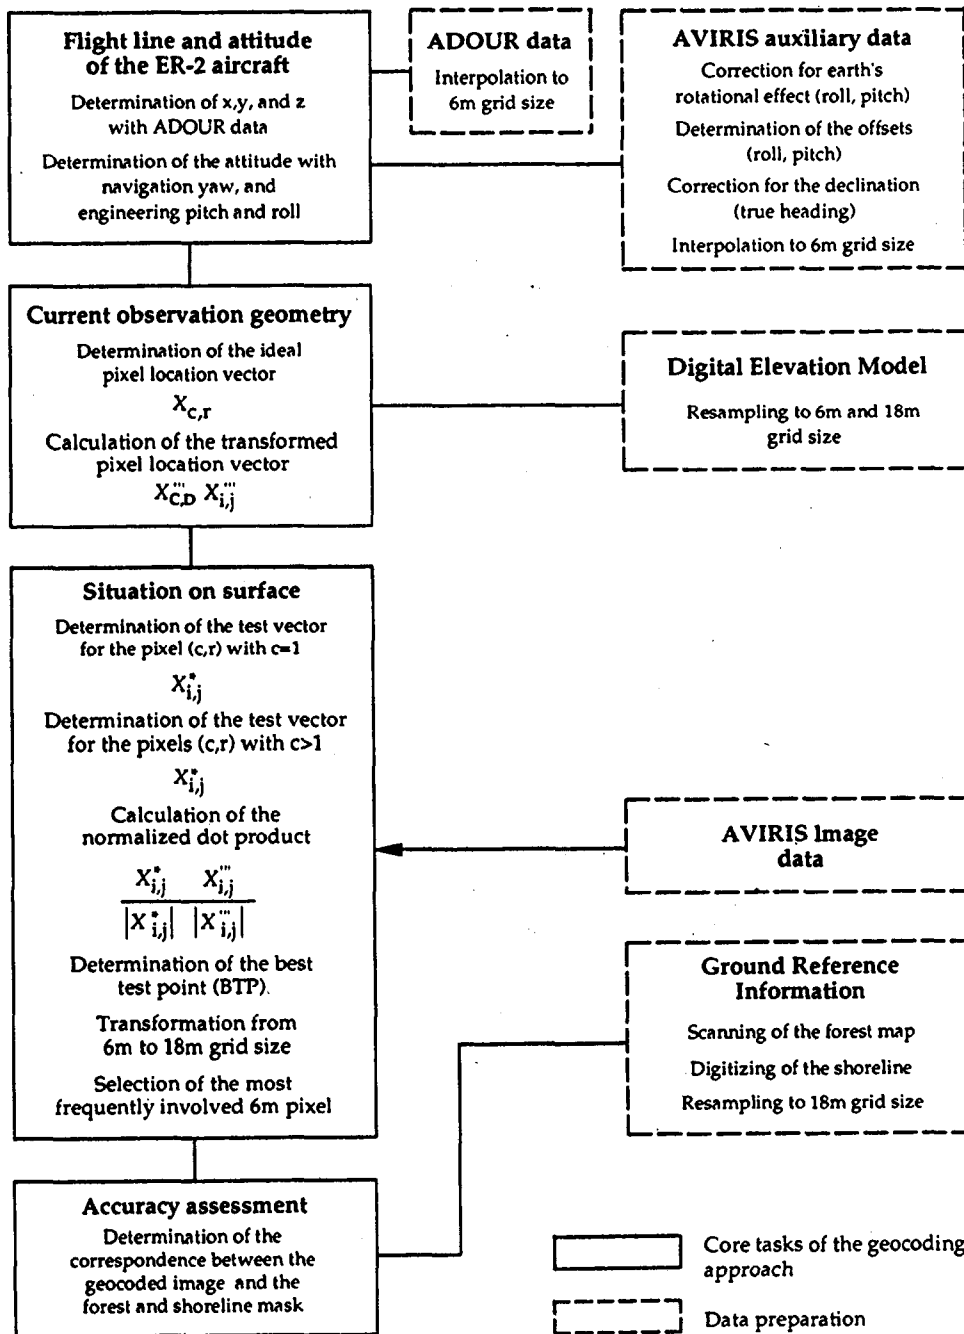 Flight line and attitude
of the ER-2 aircraft
Determination of x,y, and z
with ADOUR data
Determination of the attitude with
navigation yaw, and
engineering pitch and roll
ADOUR data
Interpolation to
6m grid size
AVIRIS auxiliary data
Correction for earth's
rotational effect (roll, pitch)
Determination of the offsets
(roll, pitch)
Correction for the declination
(true heading)
Interpolation to 6m grid size
Current observation geometry
Determination of the ideal
pixel location vector
X_{c,r}
Calculation of the transformed
pixel location vector
X'''_{C,D} X'''_{i,j}
Digital Elevation Model
Resampling to 6m and 18m
grid size
Situation on surface
Determination of the test vector
for the pixel (c,r) with c=1
X*_{i,j}
Determination of the test vector
for the pixels (c,r) with c>1
X*_{i,j}
Calculation of the
normalized dot product
X*_{i,j} X'''_{i,j}
|X*_{i,j}| |X'''_{i,j}|
Determination of the best
test point (BTP).
Transformation from
6m to 18m grid size
Selection of the most
frequently involved 6m pixel
AVIRIS Image
data
Ground Reference
Information
Scanning of the forest map
Digitizing of the shoreline
Resampling to 18m grid size
Accuracy assessment
Determination of the
correspondence between the
geocoded image and the
forest and shoreline mask
Core tasks of the geocoding
approach
Data preparation